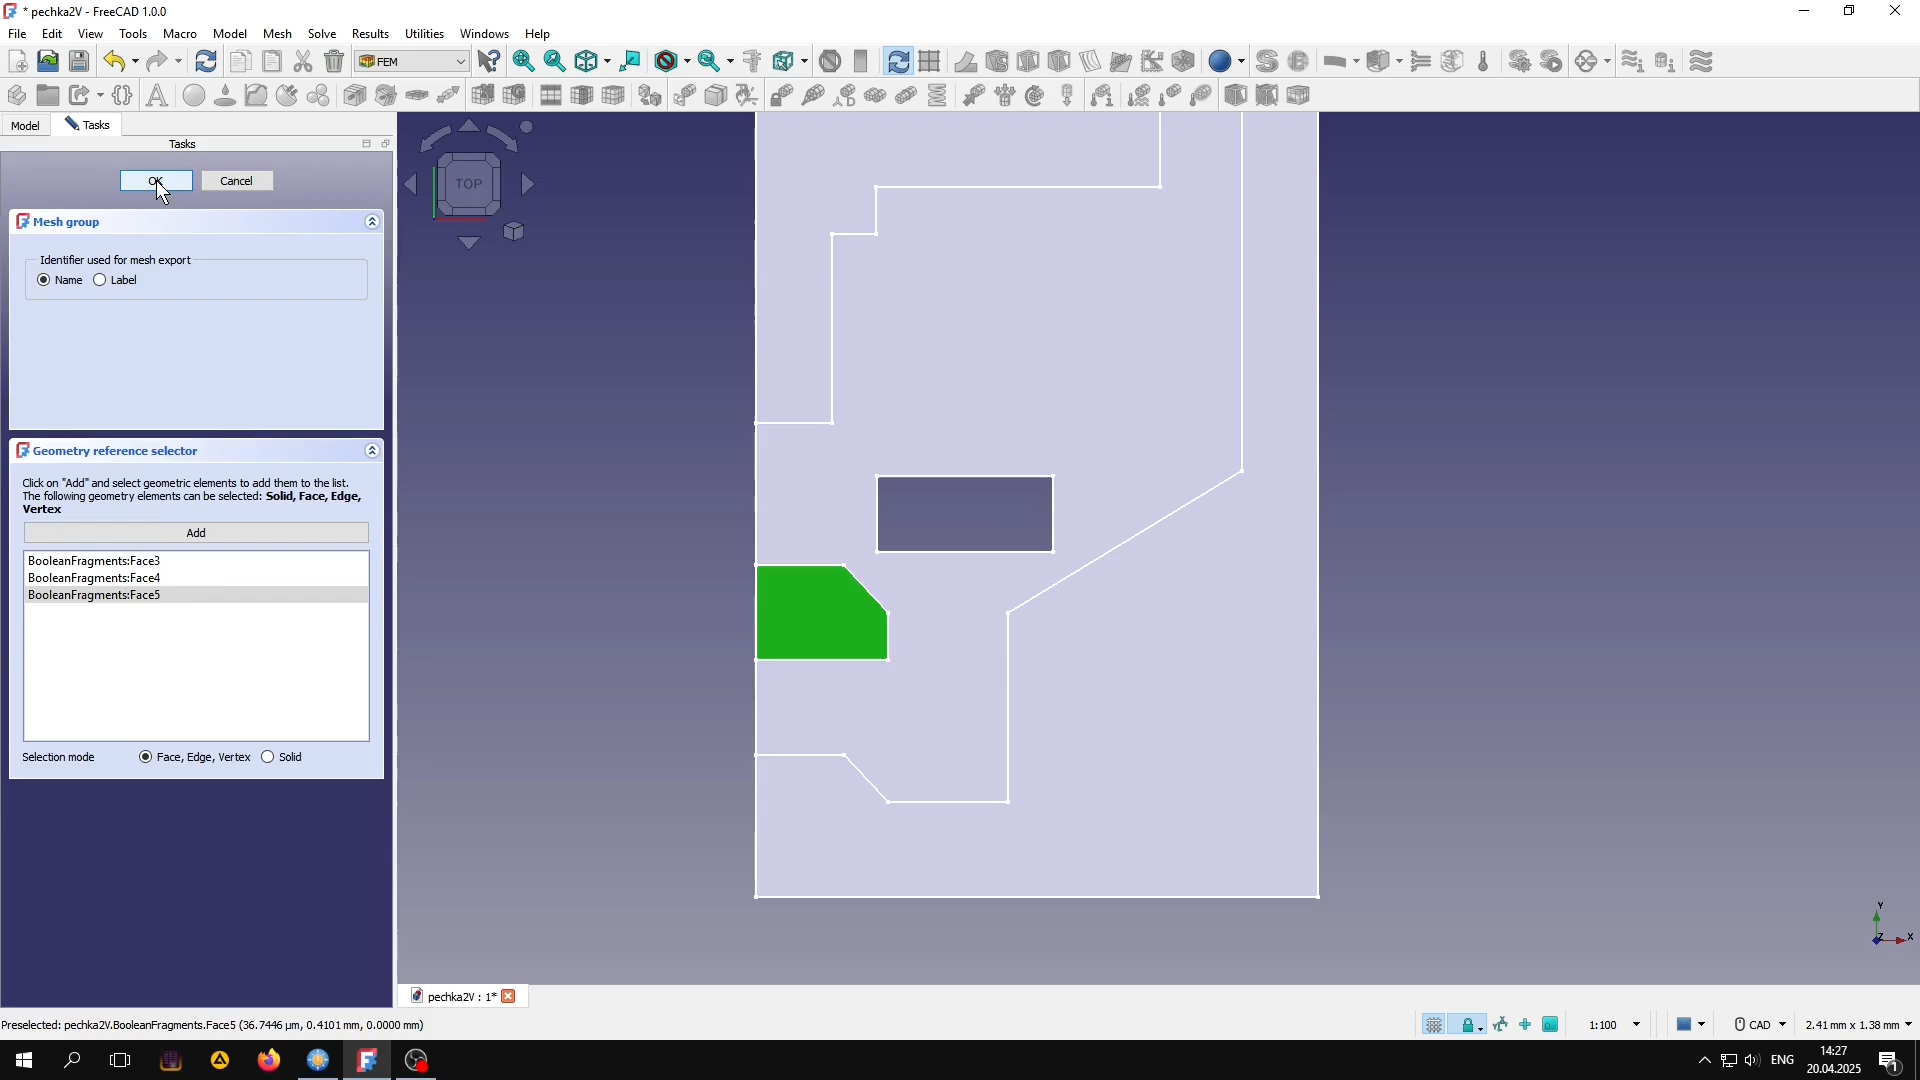 * pechka2V - FreeCAD 1.0.0
File Edit View Tools Macro Model Mesh Solve Results Utilities Windows Help
FEM
Model Tasks
Tasks
TOP
OK Cancel
Mesh group
Identifier used for mesh export
Name Label
Geometry reference selector
Click on "Add" and select geometric elements to add them to the list.
The following geometry elements can be selected: Solid, Face, Edge,
Vertex
Add
BooleanFragments:Face3
BooleanFragments:Face4
BooleanFragments:Face5
Selection mode Face, Edge, Vertex Solid
Y
Z X
pechka2V : 1*
Preselected: pechka2V.BooleanFragments.Face5 (36.7446 µm, 0.4101 mm, 0.0000 mm)
1:100
CAD
2.41 mm x 1.38 mm
ENG
14:27
20.04.2025
1